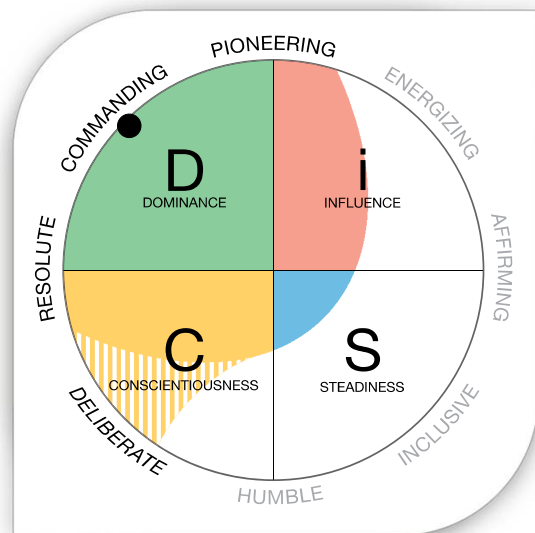 PIONEERING
ENERGIZING
COMMANDING
D
DOMINANCE
i
INFLUENCE
RESOLUTE
AFFIRMING
C
CONSCIENTIOUSNESS
S
STEADINESS
DELIBERATE
INCLUSIVE
HUMBLE